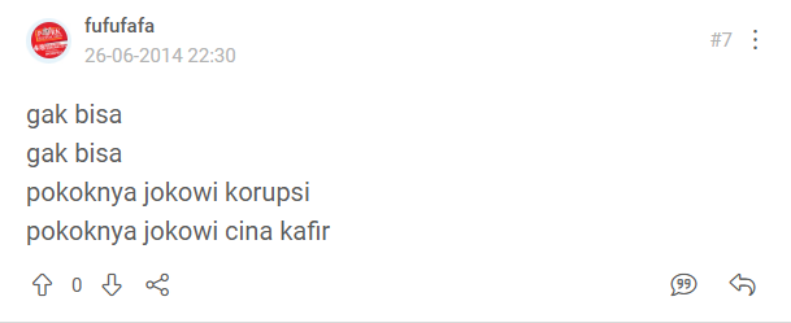 fufufafa
26-06-2014 22:30
#7
gak bisa
gak bisa
pokoknya jokowi korupsi
pokoknya jokowi cina kafir
0
99